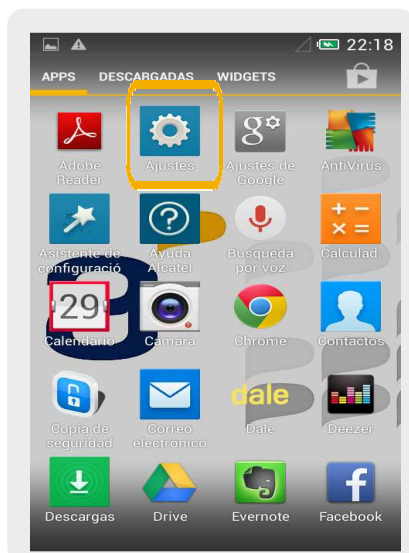 22:18
APPS DESCARGADAS WIDGETS
Adobe Reader
Ajustes
Ajustes de Google
AntiVirus
Asistente de configuració
Ayuda Alcatel
Búsqueda por voz
Calculad.
29
Calendario
Cámara
Chrome
Contactos
Copia de seguridad
Correo electrónico
dale
Dale
Deezer
Descargas
Drive
Evernote
Facebook